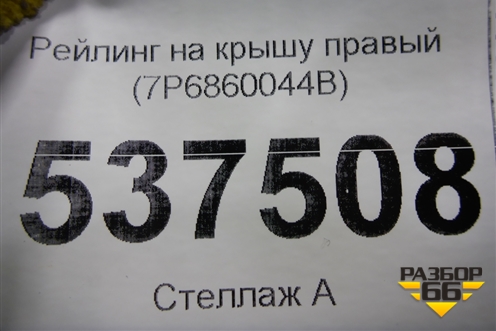 Рейлинг на крышу правый
(7P6860044B)
537508
Стеллаж А
РАЗБОР
66